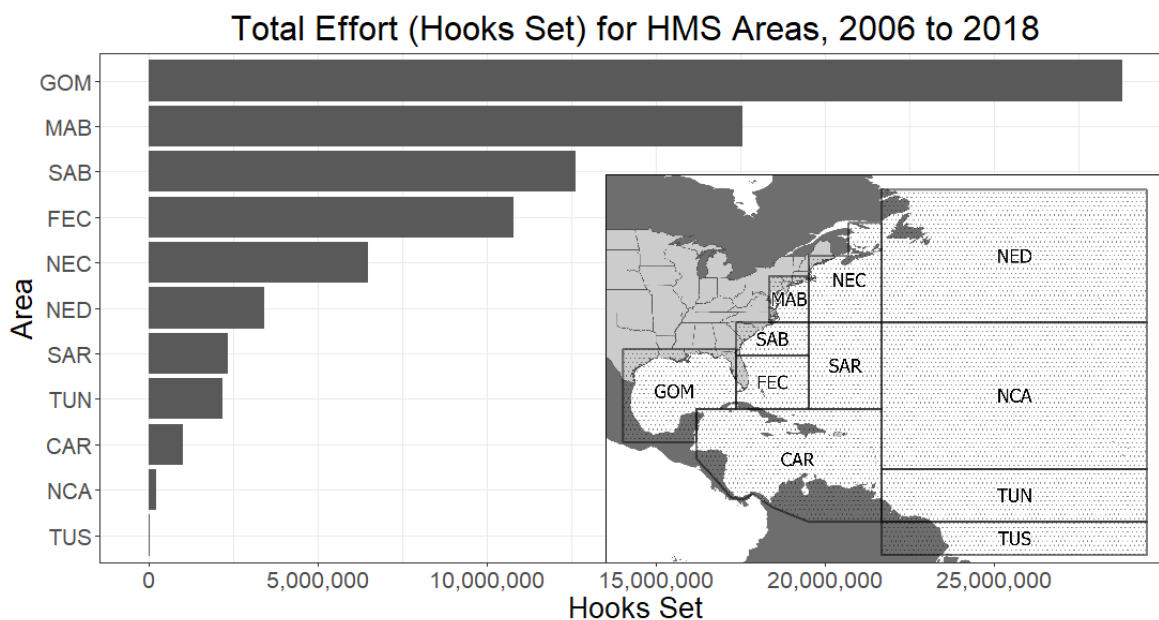 Total Effort (Hooks Set) for HMS Areas, 2006 to 2018
Area
GOM
MAB
SAB
FEC
NEC
NED
SAR
TUN
CAR
NCA
TUS
0
5,000,000
10,000,000
15,000,000
20,000,000
25,000,000
Hooks Set
NED
NEC
MAB
SAB
SAR
FEC
GOM
NCA
CAR
TUN
TUS